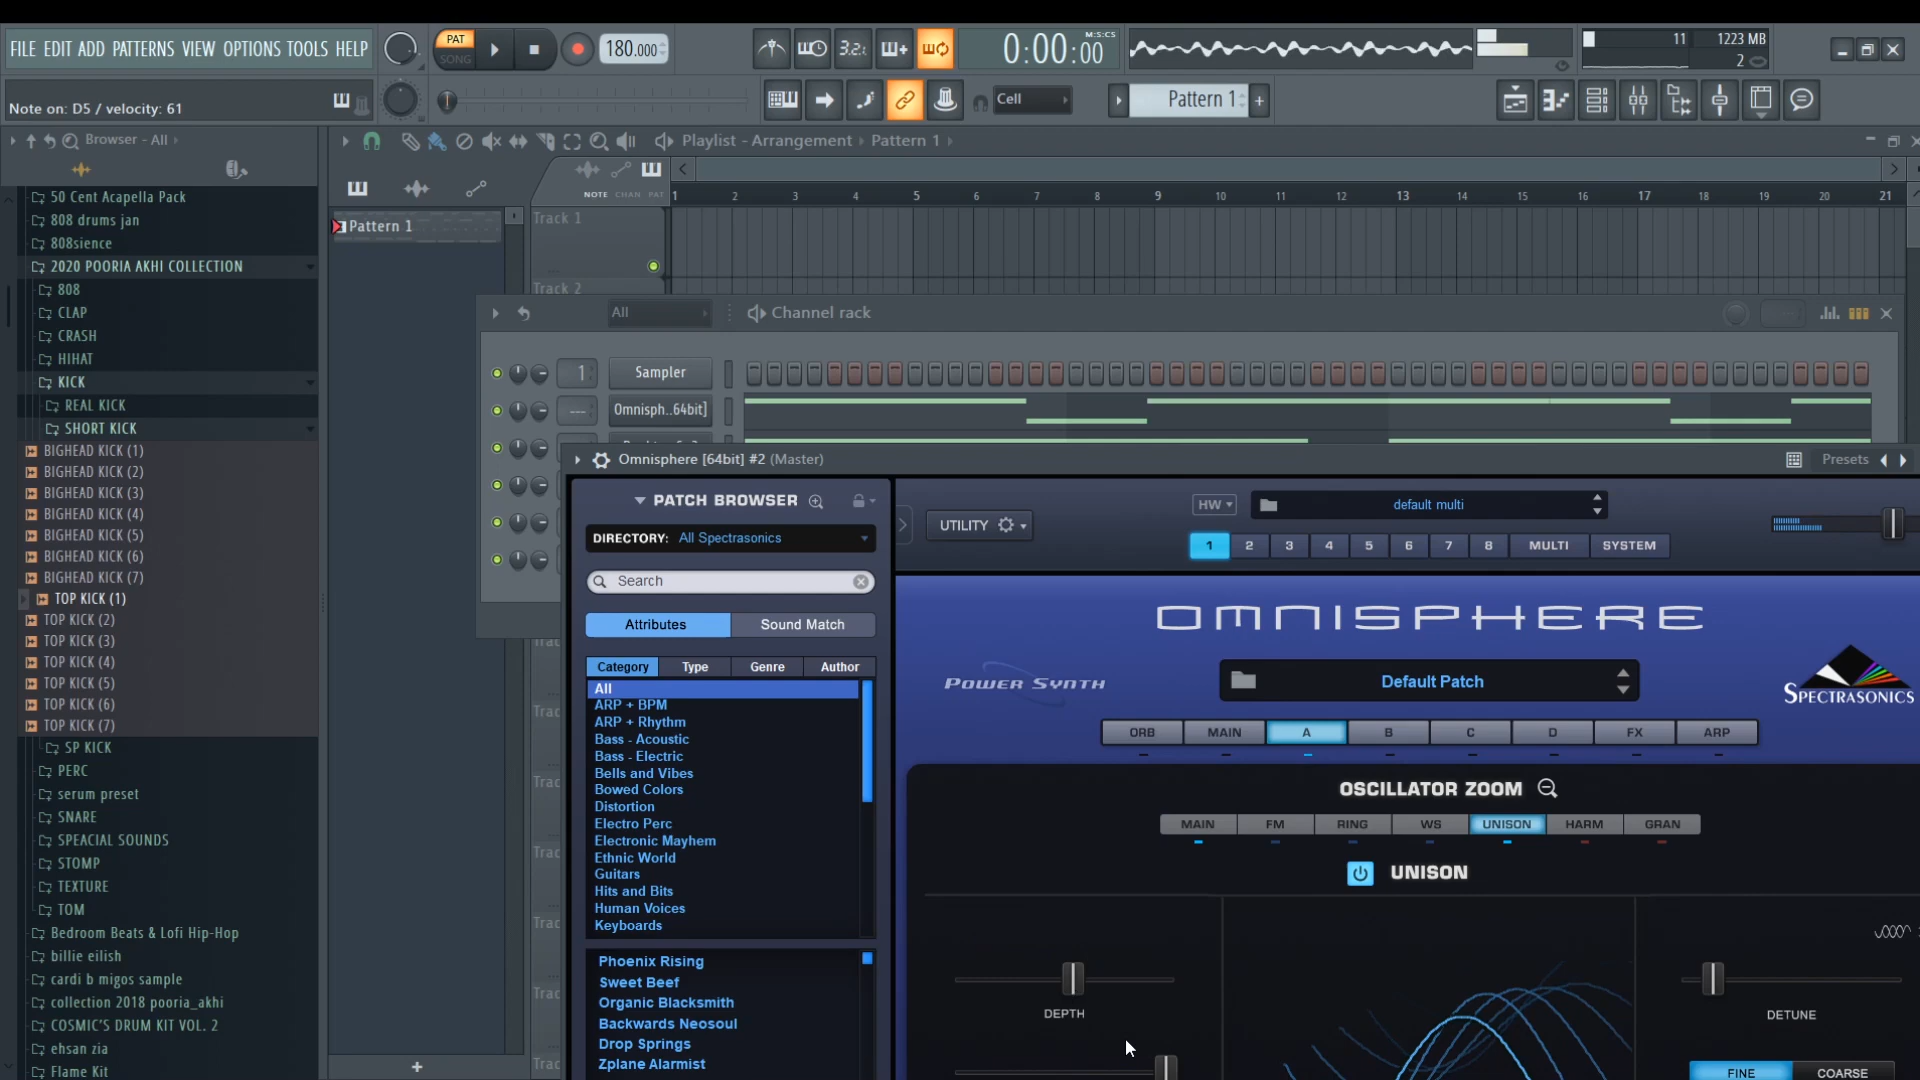 FILE EDIT ADD PATTERNS VIEW OPTIONS TOOLS HELP
PAT
SONG
180.000
3.2.
0:00:00
M:S:CS
11
1223 MB
2
Note on: D5 / velocity: 61
Cell
Pattern 1
+
Browser - All
Playlist - Arrangement › Pattern 1 ›
NOTE CHAN PAT
1 2 3 4 5 6 7 8 9 10 11 12 13 14 15 16 17 18 19 20 21
50 Cent Acapella Pack
808 drums jan
808sience
2020 POORIA AKHI COLLECTION
808
CLAP
CRASH
HIHAT
KICK
REAL KICK
SHORT KICK
BIGHEAD KICK (1)
BIGHEAD KICK (2)
BIGHEAD KICK (3)
BIGHEAD KICK (4)
BIGHEAD KICK (5)
BIGHEAD KICK (6)
BIGHEAD KICK (7)
TOP KICK (1)
TOP KICK (2)
TOP KICK (3)
TOP KICK (4)
TOP KICK (5)
TOP KICK (6)
TOP KICK (7)
SP KICK
PERC
serum preset
SNARE
SPEACIAL SOUNDS
STOMP
TEXTURE
TOM
Bedroom Beats & Lofi Hip-Hop
billie eilish
cardi b migos sample
collection 2018 pooria_akhi
COSMIC'S DRUM KIT VOL. 2
ehsan zia
Flame Kit
Pattern 1
+
Track 1
Track 2
All
Channel rack
1
Sampler
---
Omnisph..64bit]
Omnisphere [64bit] #2 (Master)
Presets
PATCH BROWSER
DIRECTORY: All Spectrasonics
Search
Attributes
Sound Match
Category
Type
Genre
Author
All
ARP + BPM
ARP + Rhythm
Bass - Acoustic
Bass - Electric
Bells and Vibes
Bowed Colors
Distortion
Electro Perc
Electronic Mayhem
Ethnic World
Guitars
Hits and Bits
Human Voices
Keyboards
Phoenix Rising
Sweet Beef
Organic Blacksmith
Backwards Neosoul
Drop Springs
Zplane Alarmist
UTILITY
HW
default multi
1 2 3 4 5 6 7 8 MULTI SYSTEM
OMNISPHERE
POWER SYNTH
Default Patch
SPECTRASONICS
ORB MAIN A B C D FX ARP
OSCILLATOR ZOOM
MAIN FM RING WS UNISON HARM GRAN
UNISON
DEPTH
DETUNE
FINE
COARSE